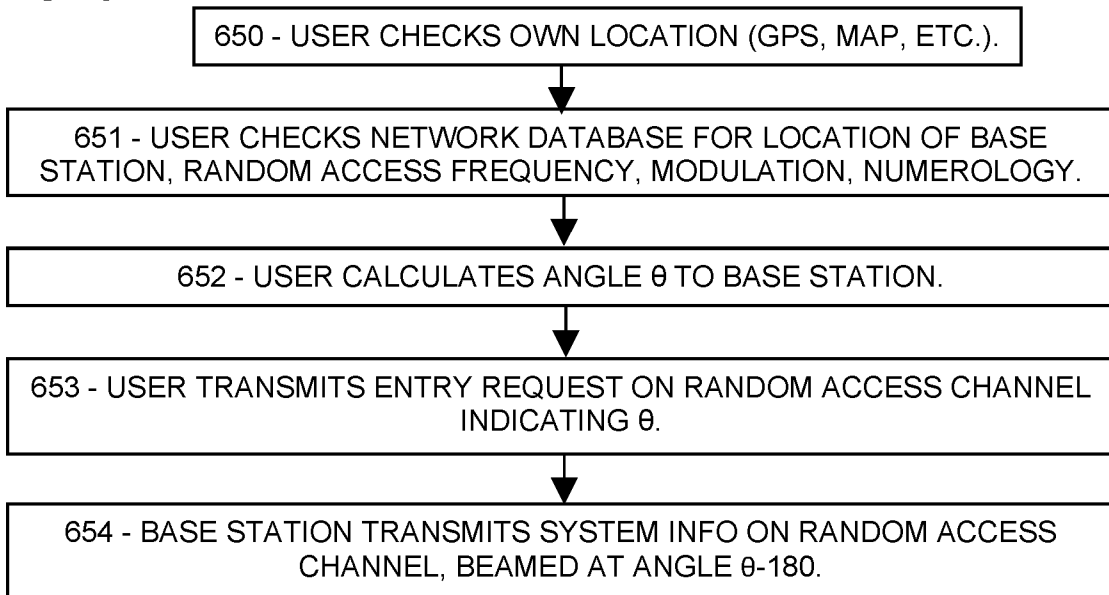 650 - USER CHECKS OWN LOCATION (GPS, MAP, ETC.).
651 - USER CHECKS NETWORK DATABASE FOR LOCATION OF BASE
STATION, RANDOM ACCESS FREQUENCY, MODULATION, NUMEROLOGY.
652 - USER CALCULATES ANGLE θ TO BASE STATION.
653 - USER TRANSMITS ENTRY REQUEST ON RANDOM ACCESS CHANNEL
INDICATING θ.
654 - BASE STATION TRANSMITS SYSTEM INFO ON RANDOM ACCESS
CHANNEL, BEAMED AT ANGLE θ-180.